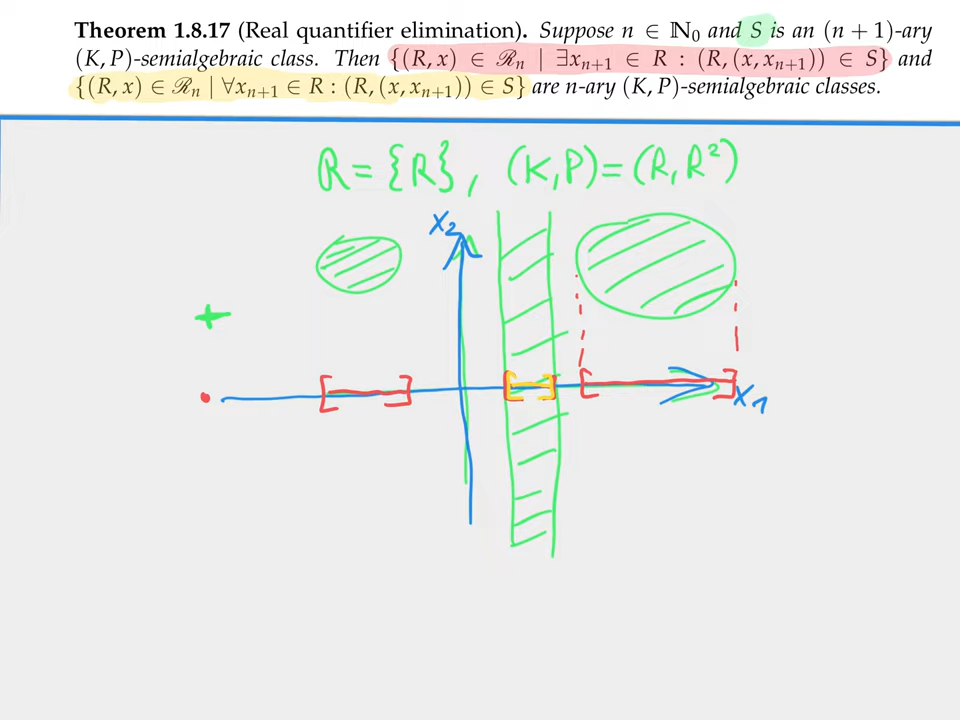 Theorem 1.8.17 (Real quantifier elimination). Suppose n ∈ ℕ₀ and S is an (n + 1)-ary
(K, P)-semialgebraic class. Then {(R, x) ∈ ℛₙ | ∃xₙ₊₁ ∈ R : (R, (x, xₙ₊₁)) ∈ S} and
{(R, x) ∈ ℛₙ | ∀xₙ₊₁ ∈ R : (R, (x, xₙ₊₁)) ∈ S} are n-ary (K, P)-semialgebraic classes.
R = {R}, (K,P) = (R, R²)
x₂
x₁